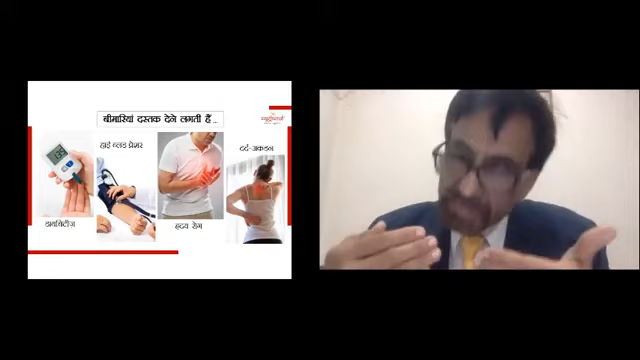 बीमारियां दस्तक देने लगती हैं ...
हाई ब्लड प्रेशर
दर्द-अकड़न
डायबिटीज़
हृदय रोग